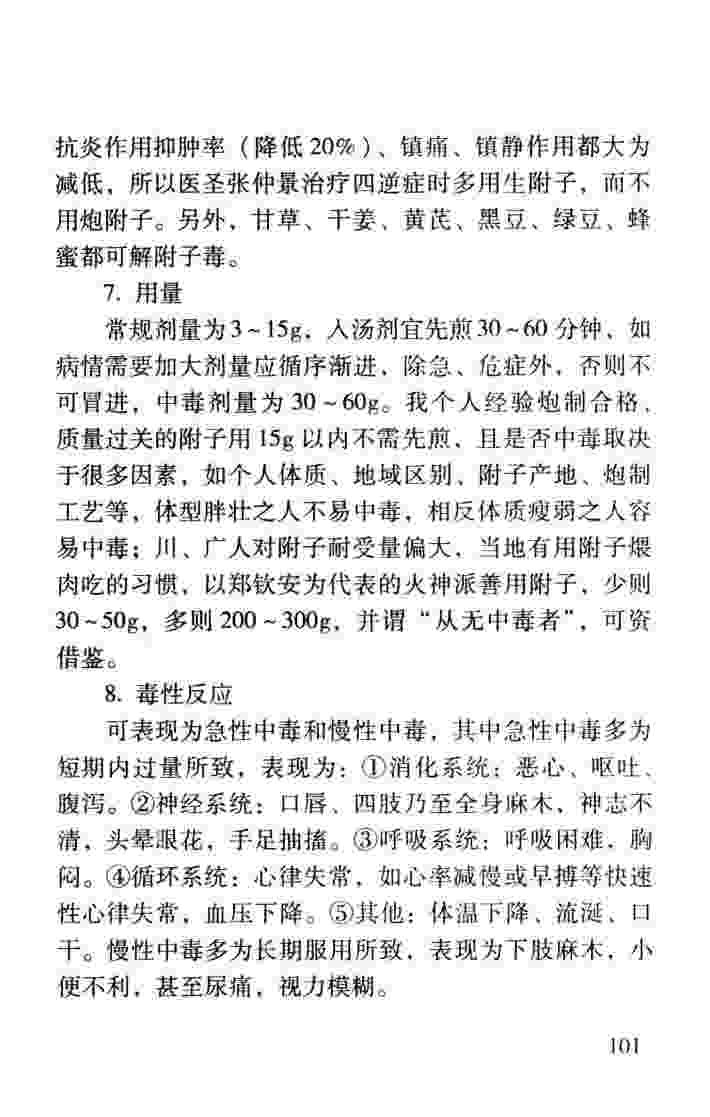 抗炎作用抑肿率（降低20%）、镇痛、镇静作用都大为
减低，所以医圣张仲景治疗四逆症时多用生附子，而不
用炮附子。另外，甘草、干姜、黄芪、黑豆、绿豆、蜂
蜜都可解附子毒。
7. 用量
常规剂量为3～15g，入汤剂宜先煎30～60分钟，如
病情需要加大剂量应循序渐进，除急、危症外，否则不
可冒进，中毒剂量为30～60g。我个人经验炮制合格、
质量过关的附子用15g以内不需先煎，且是否中毒取决
于很多因素，如个人体质、地域区别、附子产地、炮制
工艺等，体型胖壮之人不易中毒，相反体质瘦弱之人容
易中毒；川、广人对附子耐受量偏大，当地有用附子煨
肉吃的习惯，以郑钦安为代表的火神派善用附子，少则
30～50g，多则200～300g，并谓“从无中毒者”，可资
借鉴。
8. 毒性反应
可表现为急性中毒和慢性中毒，其中急性中毒多为
短期内过量所致，表现为：①消化系统：恶心、呕吐、
腹泻。②神经系统：口唇、四肢乃至全身麻木，神志不
清，头晕眼花，手足抽搐。③呼吸系统：呼吸困难，胸
闷。④循环系统：心律失常，如心率减慢或早搏等快速
性心律失常，血压下降。⑤其他：体温下降、流涎、口
干。慢性中毒多为长期服用所致，表现为下肢麻木，小
便不利，甚至尿痛，视力模糊。
101